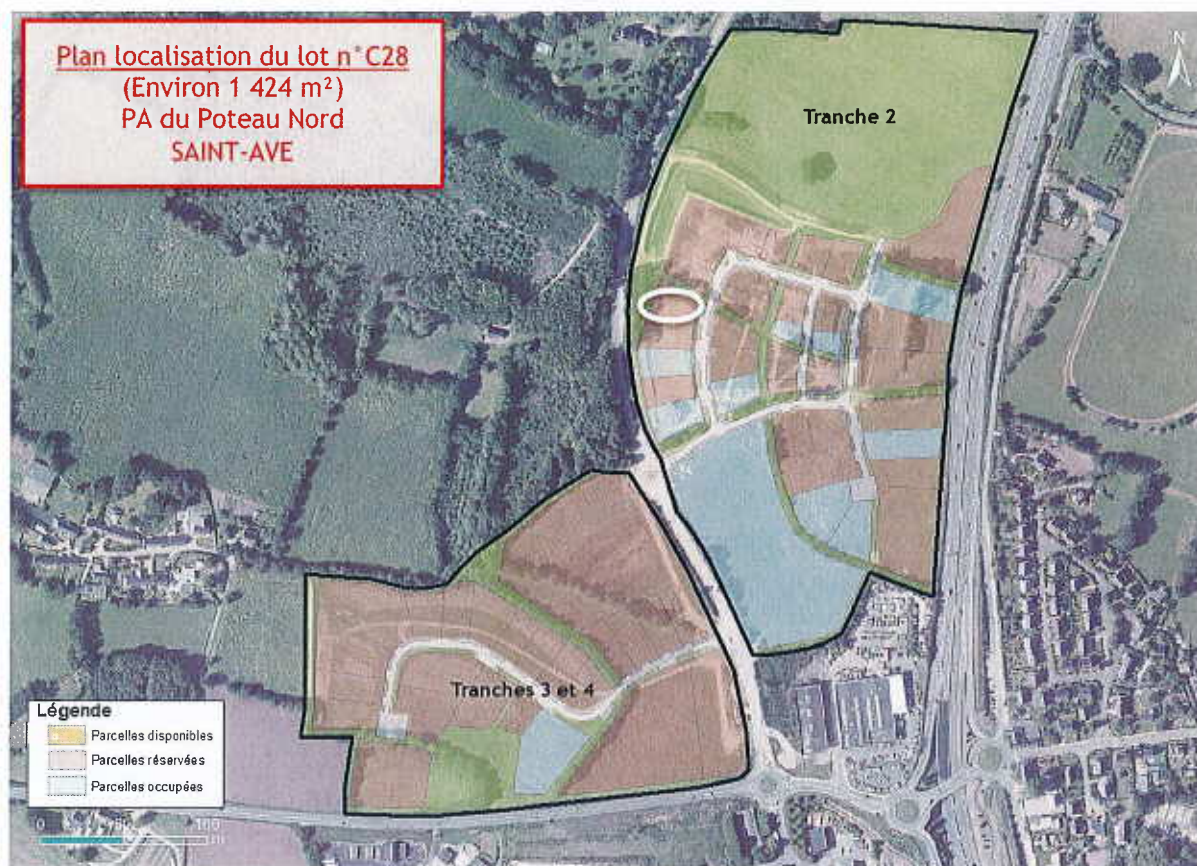 Plan localisation du lot n°C28
(Environ 1 424 m²)
PA du Poteau Nord
SAINT-AVE
N
Tranche 2
Tranches 3 et 4
Légende
Parcelles disponibles
Parcelles réservées
Parcelles occupées
0
160